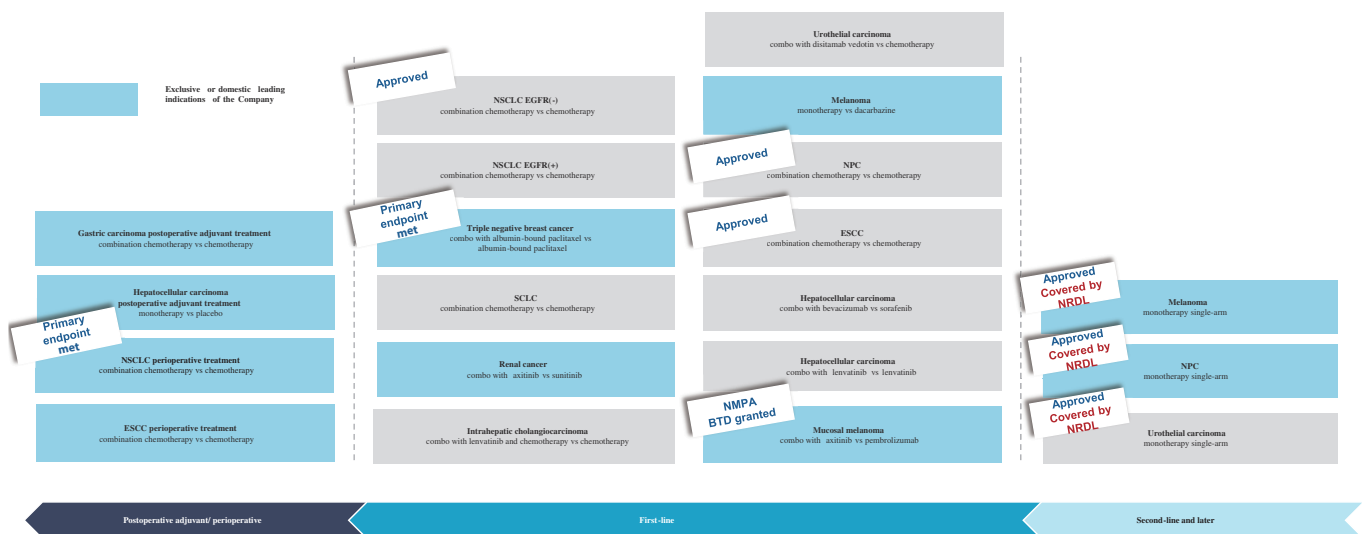 Exclusive or domestic leading
indications of the Company
Gastric carcinoma postoperative adjuvant treatment
combination chemotherapy vs chemotherapy
Hepatocellular carcinoma
postoperative adjuvant treatment
monotherapy vs placebo
Primary
endpoint
met
NSCLC perioperative treatment
combination chemotherapy vs chemotherapy
ESCC perioperative treatment
combination chemotherapy vs chemotherapy
Approved
NSCLC EGFR(-)
combination chemotherapy vs chemotherapy
NSCLC EGFR(+)
combination chemotherapy vs chemotherapy
Primary
endpoint
met
Triple negative breast cancer
combo with albumin-bound paclitaxel vs
albumin-bound paclitaxel
SCLC
combination chemotherapy vs chemotherapy
Renal cancer
combo with axitinib vs sunitinib
Intrahepatic cholangiocarcinoma
combo with lenvatinib and chemotherapy vs chemotherapy
Urothelial carcinoma
combo with disitamab vedotin vs chemotherapy
Melanoma
monotherapy vs dacarbazine
Approved
NPC
combination chemotherapy vs chemotherapy
Approved
ESCC
combination chemotherapy vs chemotherapy
Hepatocellular carcinoma
combo with bevacizumab vs sorafenib
Hepatocellular carcinoma
combo with lenvatinib vs lenvatinib
NMPA
BTD granted
Mucosal melanoma
combo with axitinib vs pembrolizumab
Approved
Covered by
NRDL
Melanoma
monotherapy single-arm
Approved
Covered by
NRDL
NPC
monotherapy single-arm
Approved
Covered by
NRDL
Urothelial carcinoma
monotherapy single-arm
Postoperative adjuvant/ perioperative
First-line
Second-line and later